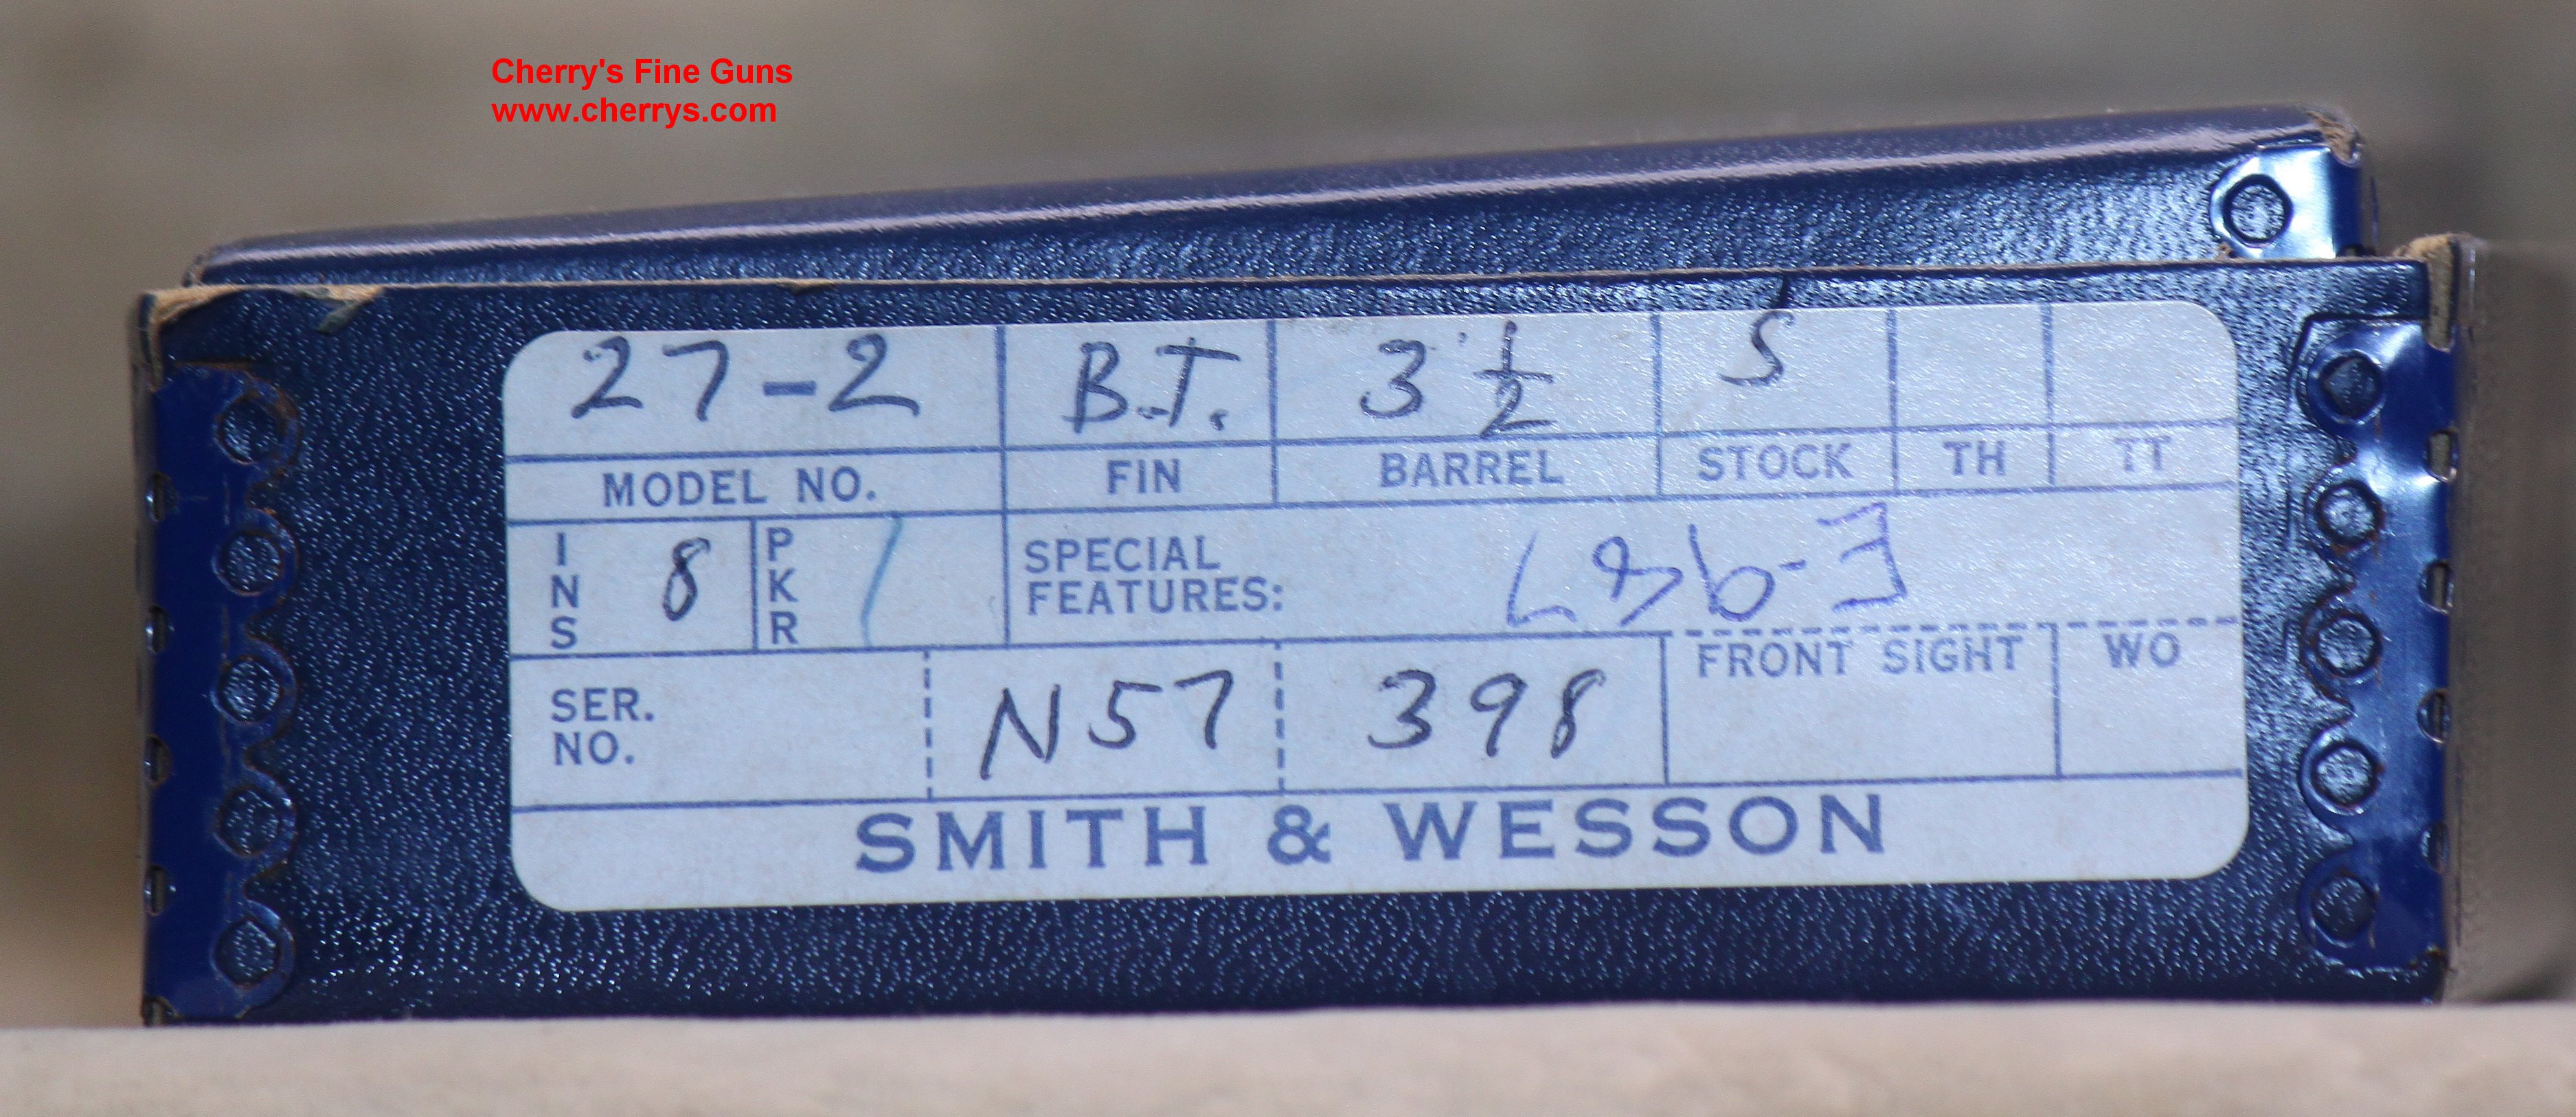 Cherry's Fine Guns
www.cherrys.com
27-2 B.T. 3 1/2 S
MODEL NO. FIN BARREL STOCK TH TT
INS 8 PKR / SPECIAL FEATURES:
FRONT SIGHT WO
SER. NO. N57 398
SMITH & WESSON